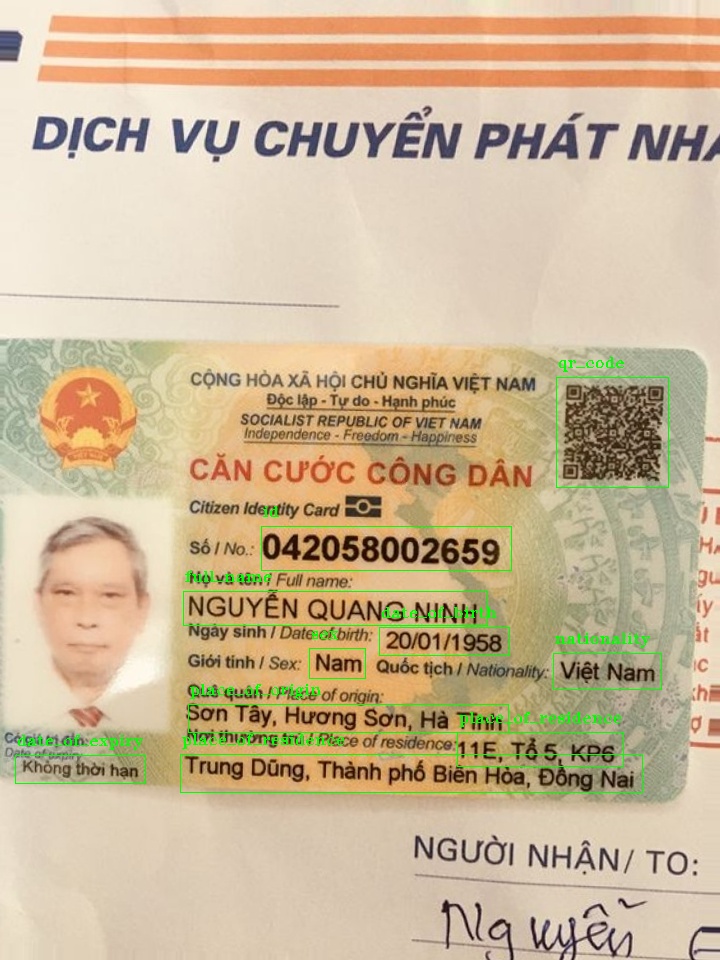 DỊCH VỤ CHUYỂN PHÁT NHA
qr_code
CỘNG HÒA XÃ HỘI CHỦ NGHĨA VIỆT NAM
Độc lập - Tự do - Hạnh phúc
SOCIALIST REPUBLIC OF VIET NAM
Independence - Freedom - Happiness
CĂN CƯỚC CÔNG DÂN
Citizen Identity Card
id
Số / No.: 042058002659
full_name
Họ và tên / Full name:
NGUYỄN QUANG NINH
date_of_birth
Ngày sinh / Date of birth: 20/01/1958
sex
nationality
Giới tính / Sex: Nam Quốc tịch / Nationality: Việt Nam
place_of_origin
Quê quán / Place of origin:
Sơn Tây, Hương Sơn, Hà Tĩnh
place_of_residence
place_of_residence
Nơi thường trú / Place of residence: 11E, Tổ 5, KP6
Trung Dũng, Thành phố Biên Hòa, Đồng Nai
date_of_expiry
Có giá trị đến:
Date of expiry
Không thời hạn
NGƯỜI NHẬN/ TO:
Nguyễn